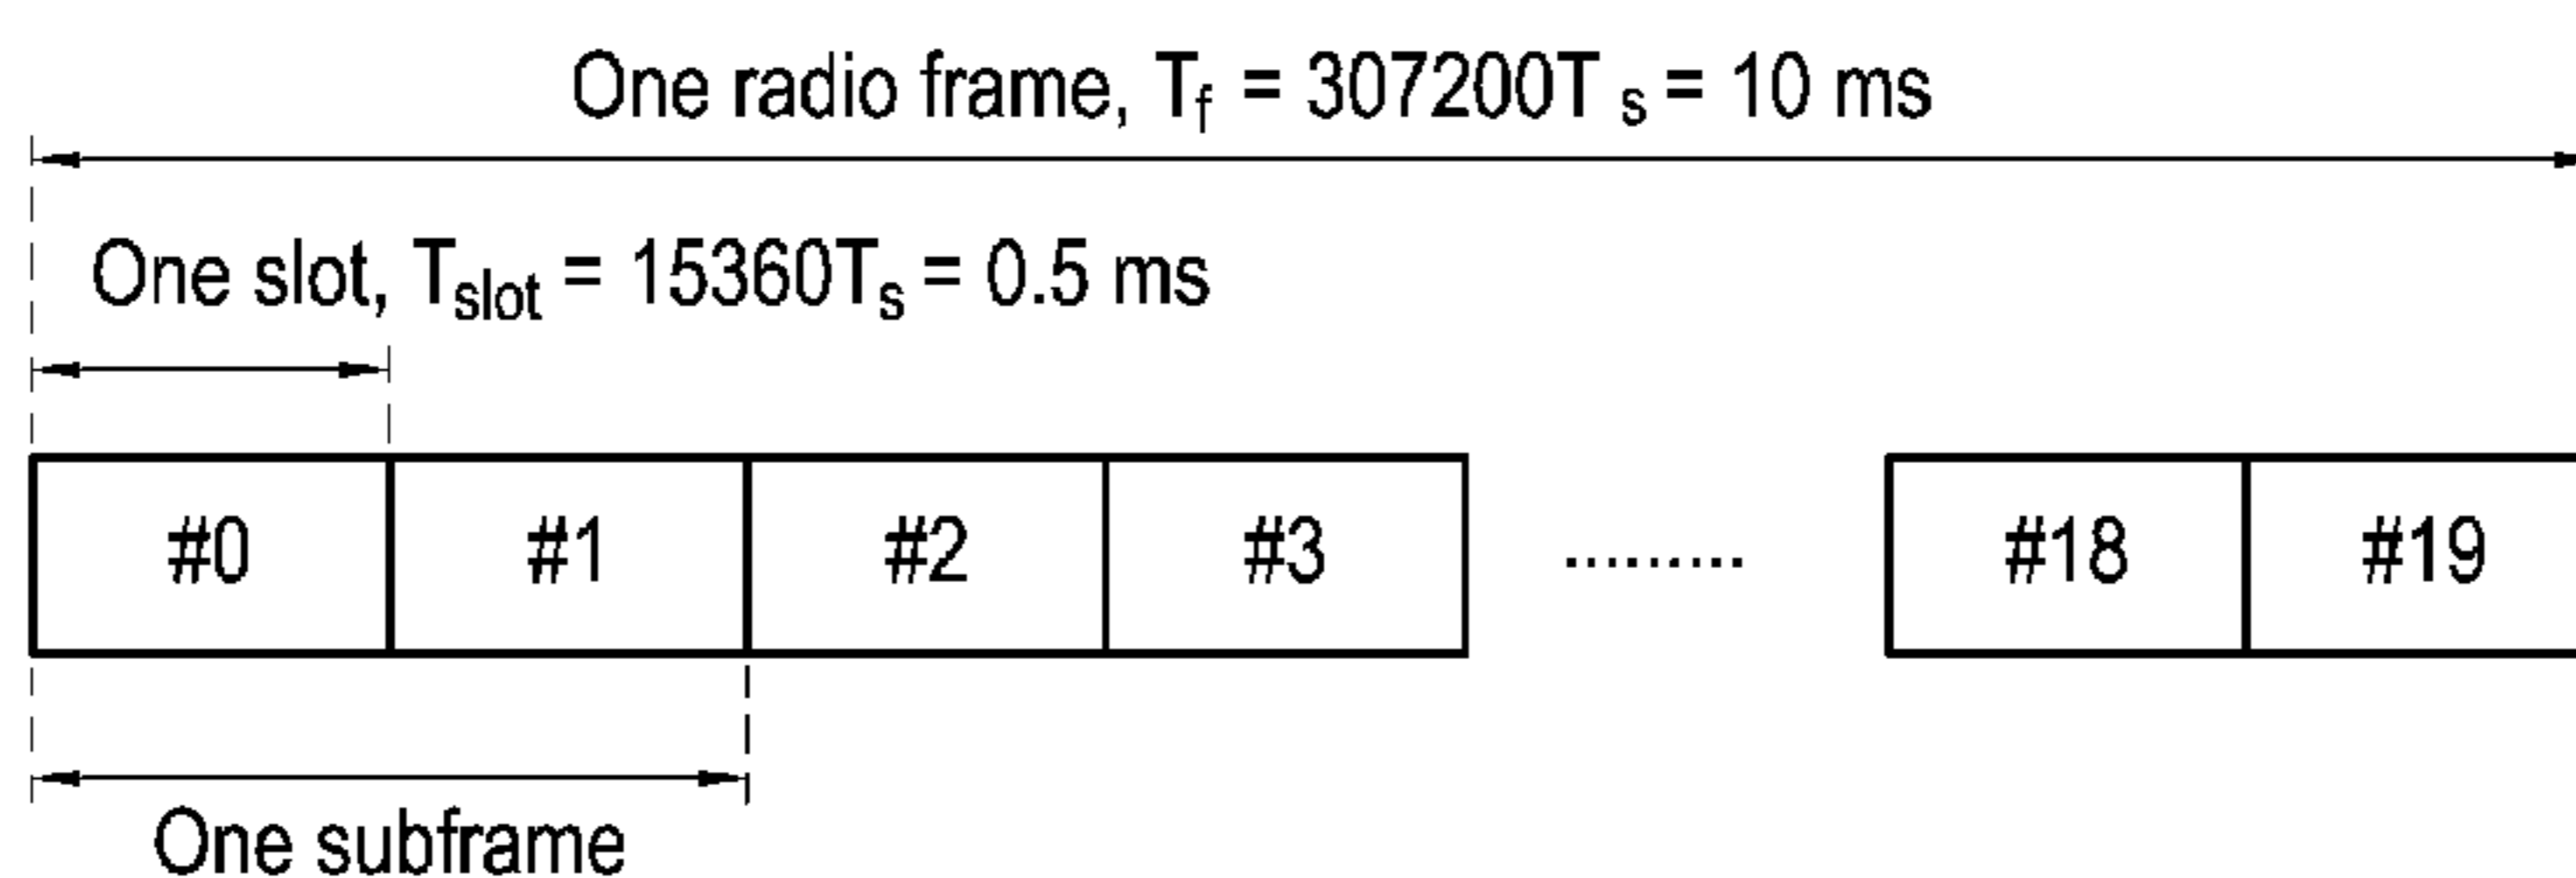 One radio frame, Tf = 307200Ts = 10 ms
One slot, Tslot = 15360Ts = 0.5 ms
#0 #1 #2 #3 ......... #18 #19
One subframe